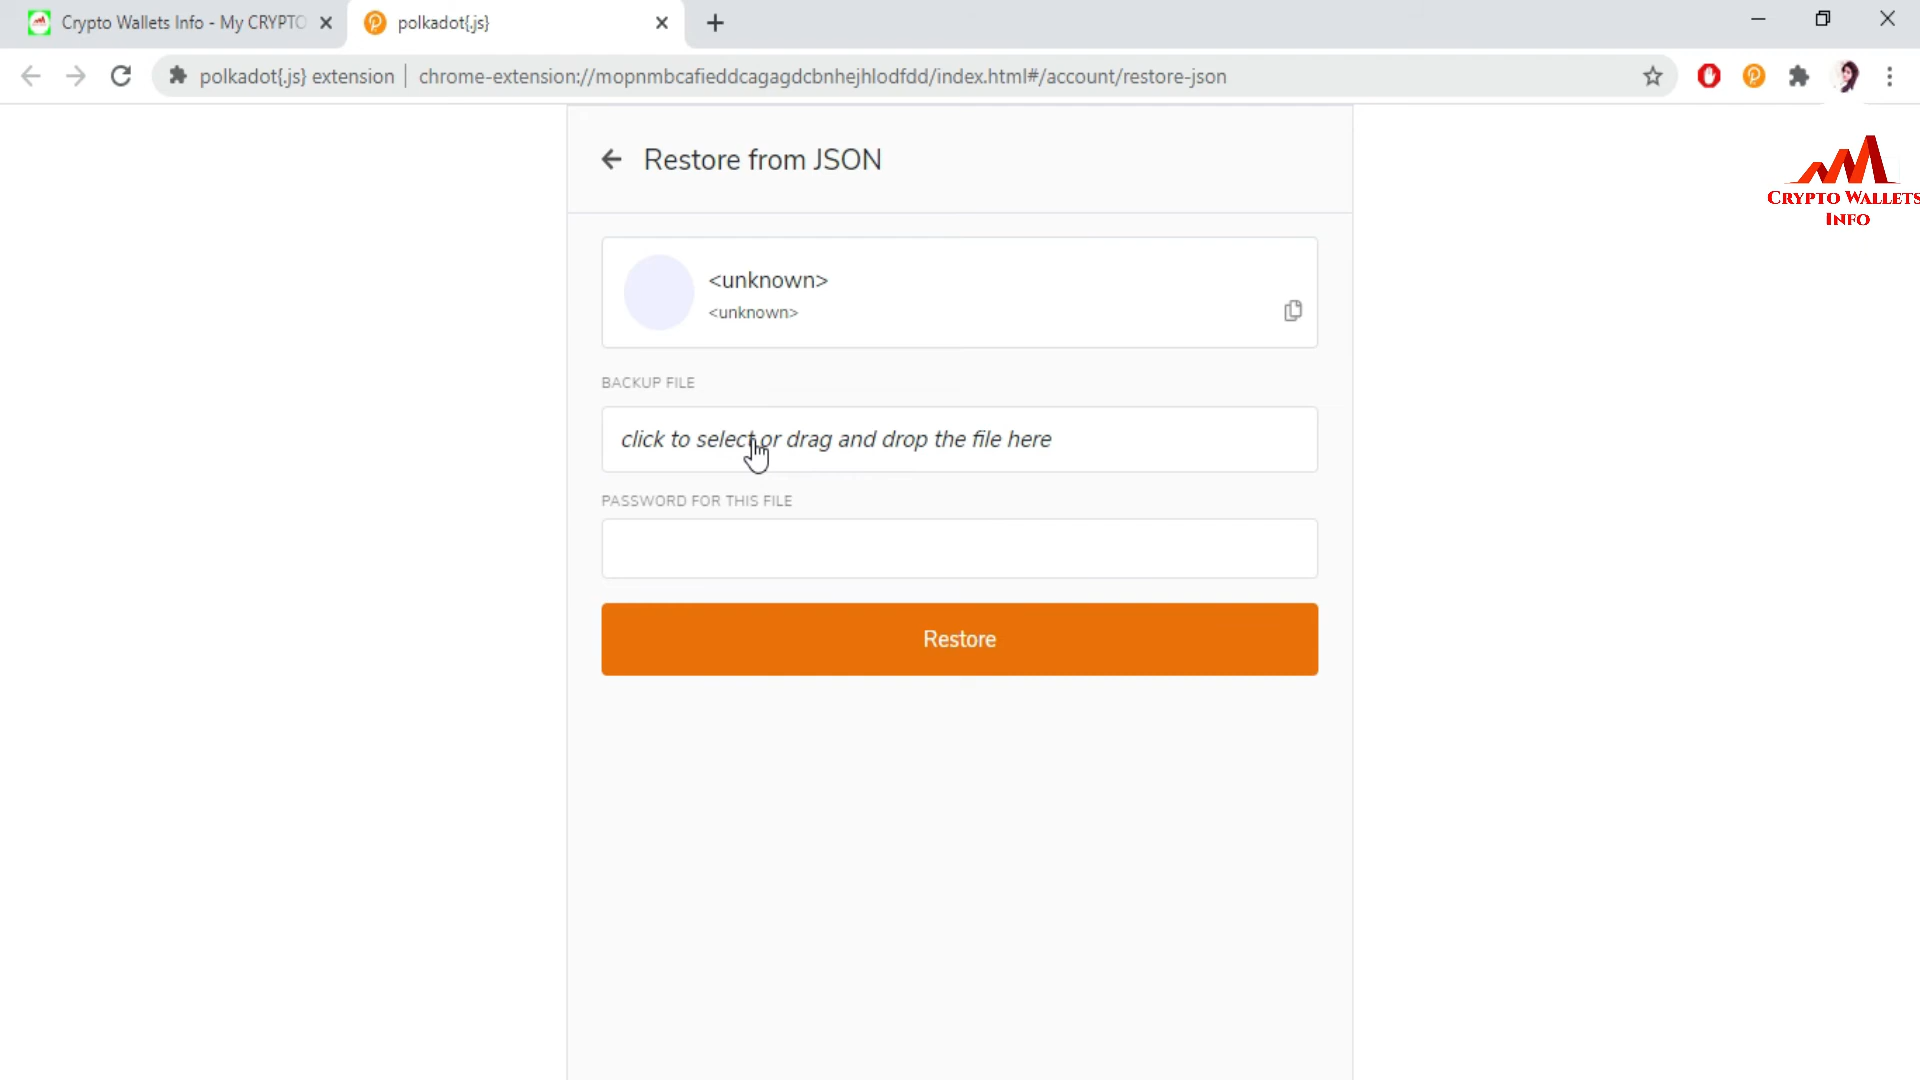 Crypto Wallets Info - My CRYPTO
polkadot{.js}
polkadot{.js} extension
chrome-extension://mopnmbcafieddcagagdcbnhejhlodfdd/index.html#/account/restore-json
CRYPTO WALLETS
INFO
Restore from JSON
<unknown>
<unknown>
BACKUP FILE
click to select or drag and drop the file here
PASSWORD FOR THIS FILE
Restore